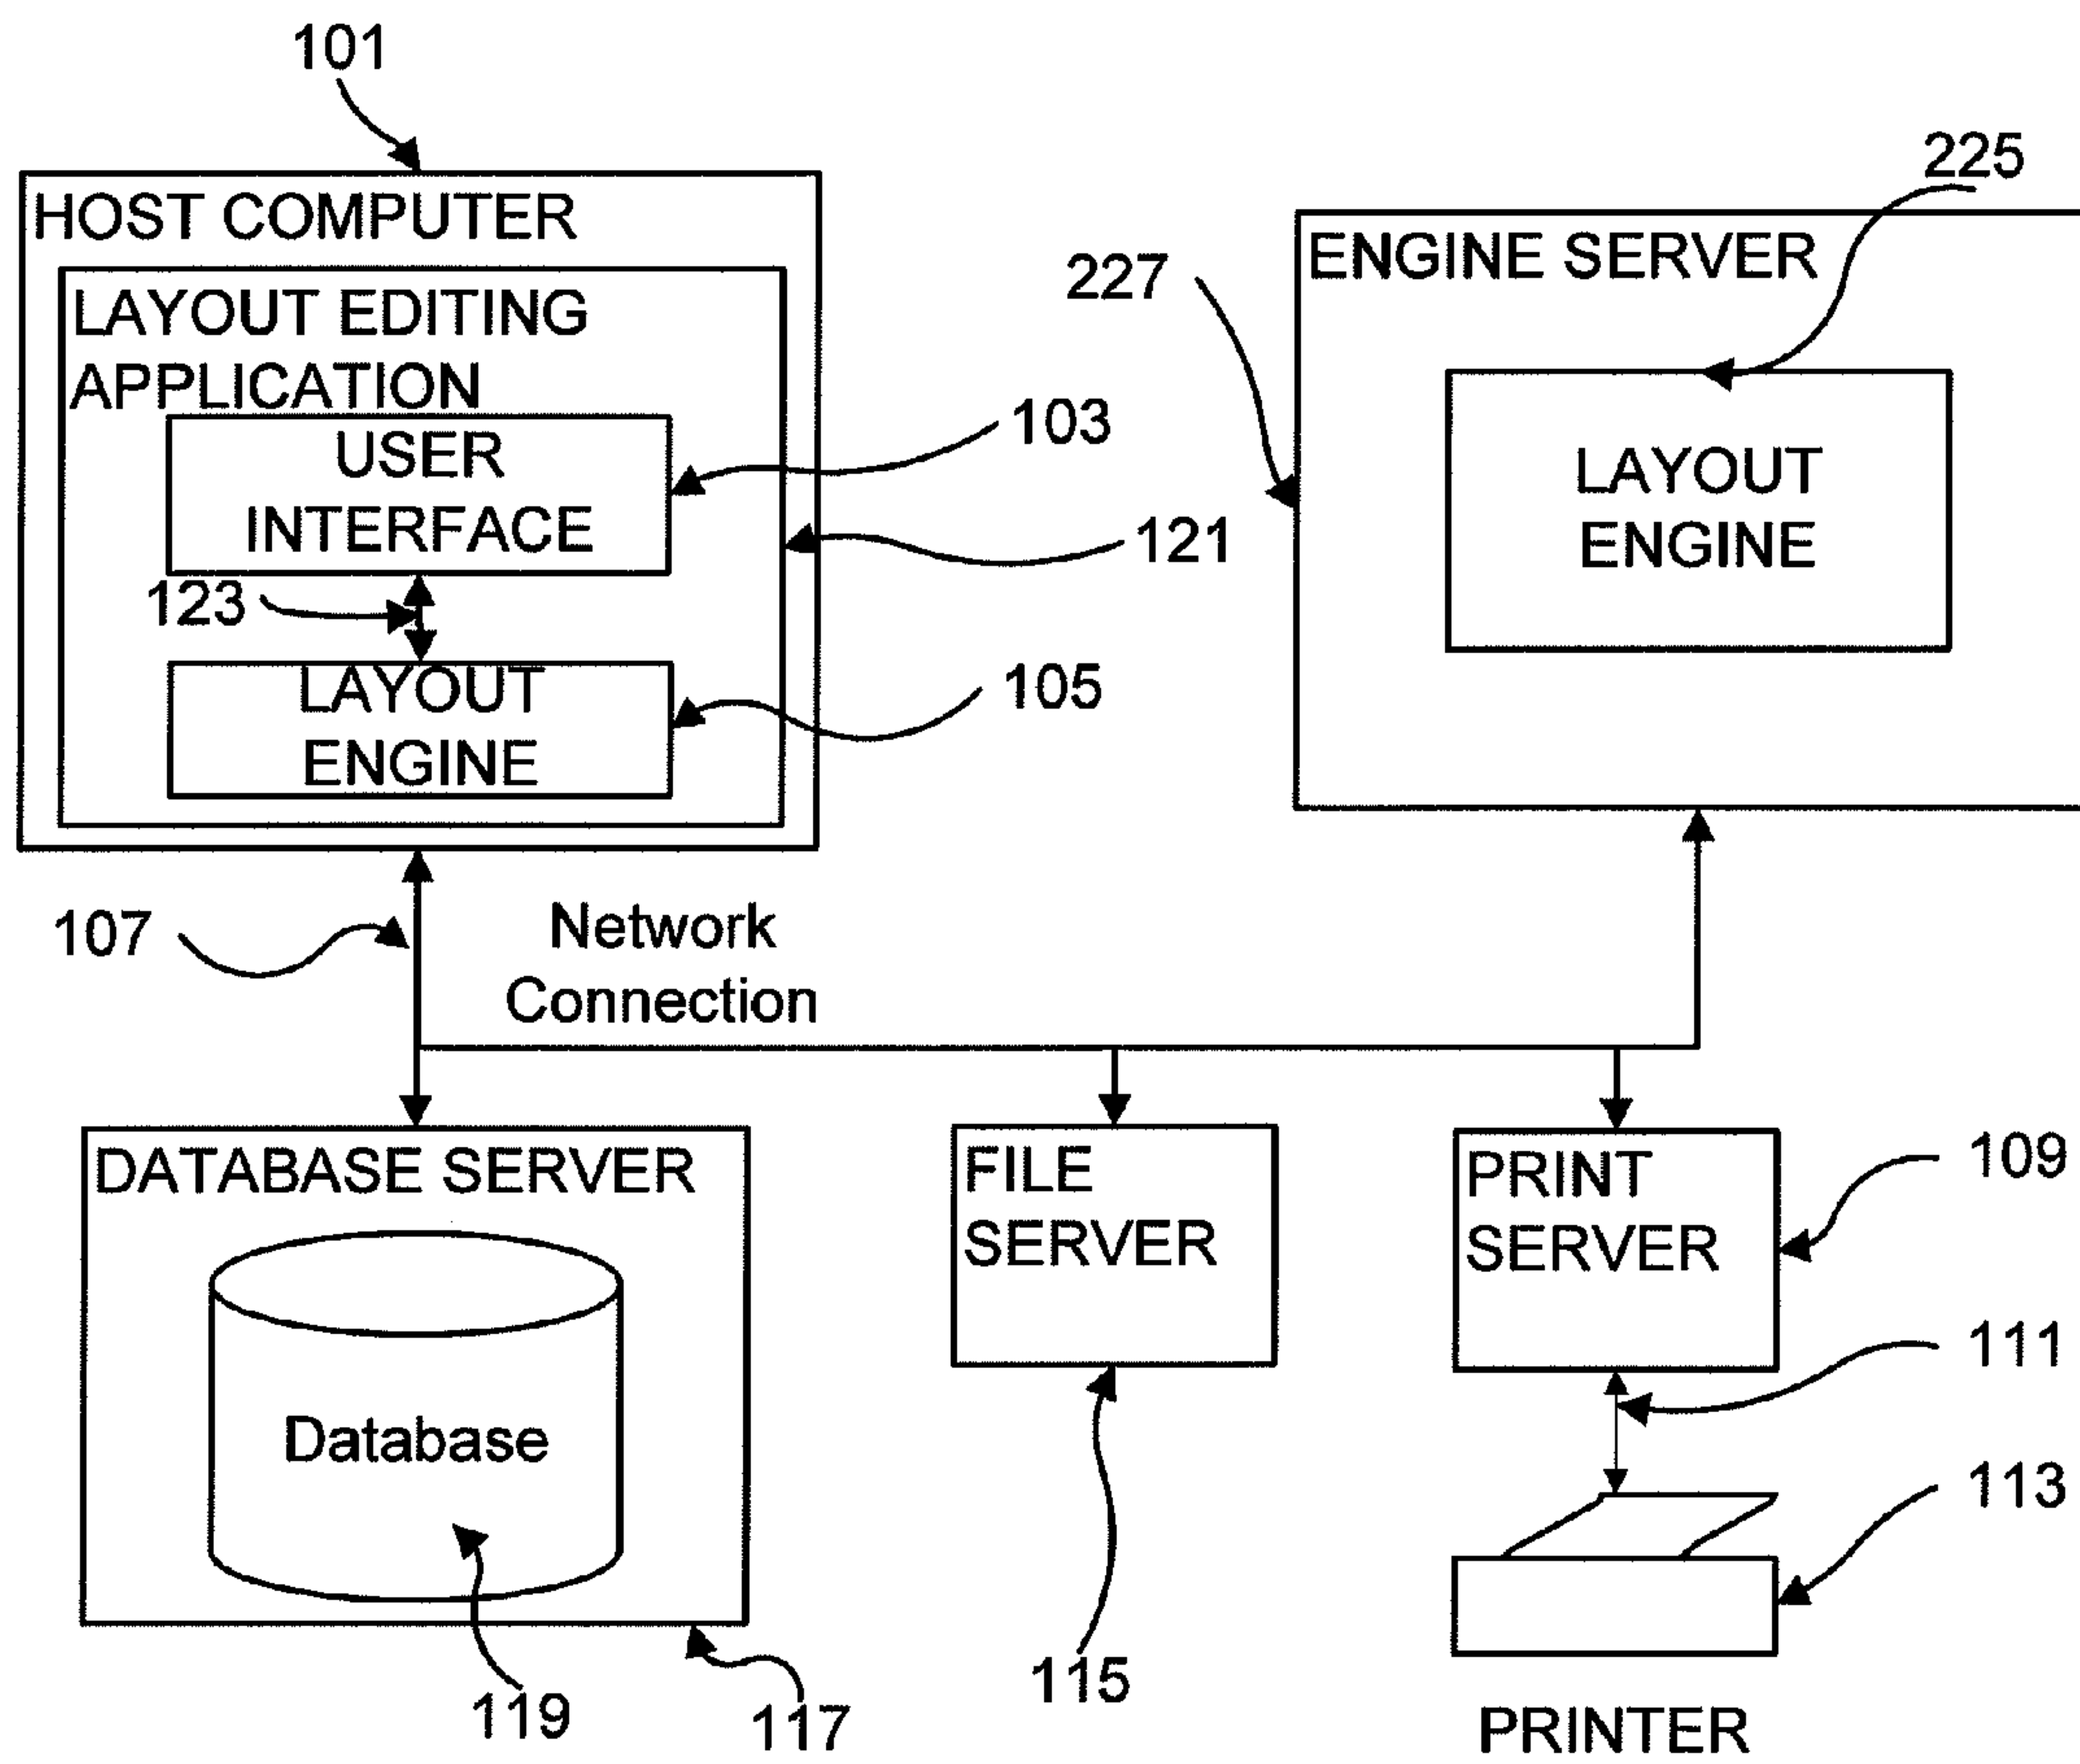 101
HOST COMPUTER
LAYOUT EDITING
APPLICATION
USER
INTERFACE
103
121
123
LAYOUT
ENGINE
105
225
227
ENGINE SERVER
LAYOUT
ENGINE
107
Network
Connection
DATABASE SERVER
Database
119
117
FILE
SERVER
115
PRINT
SERVER
109
111
113
PRINTER